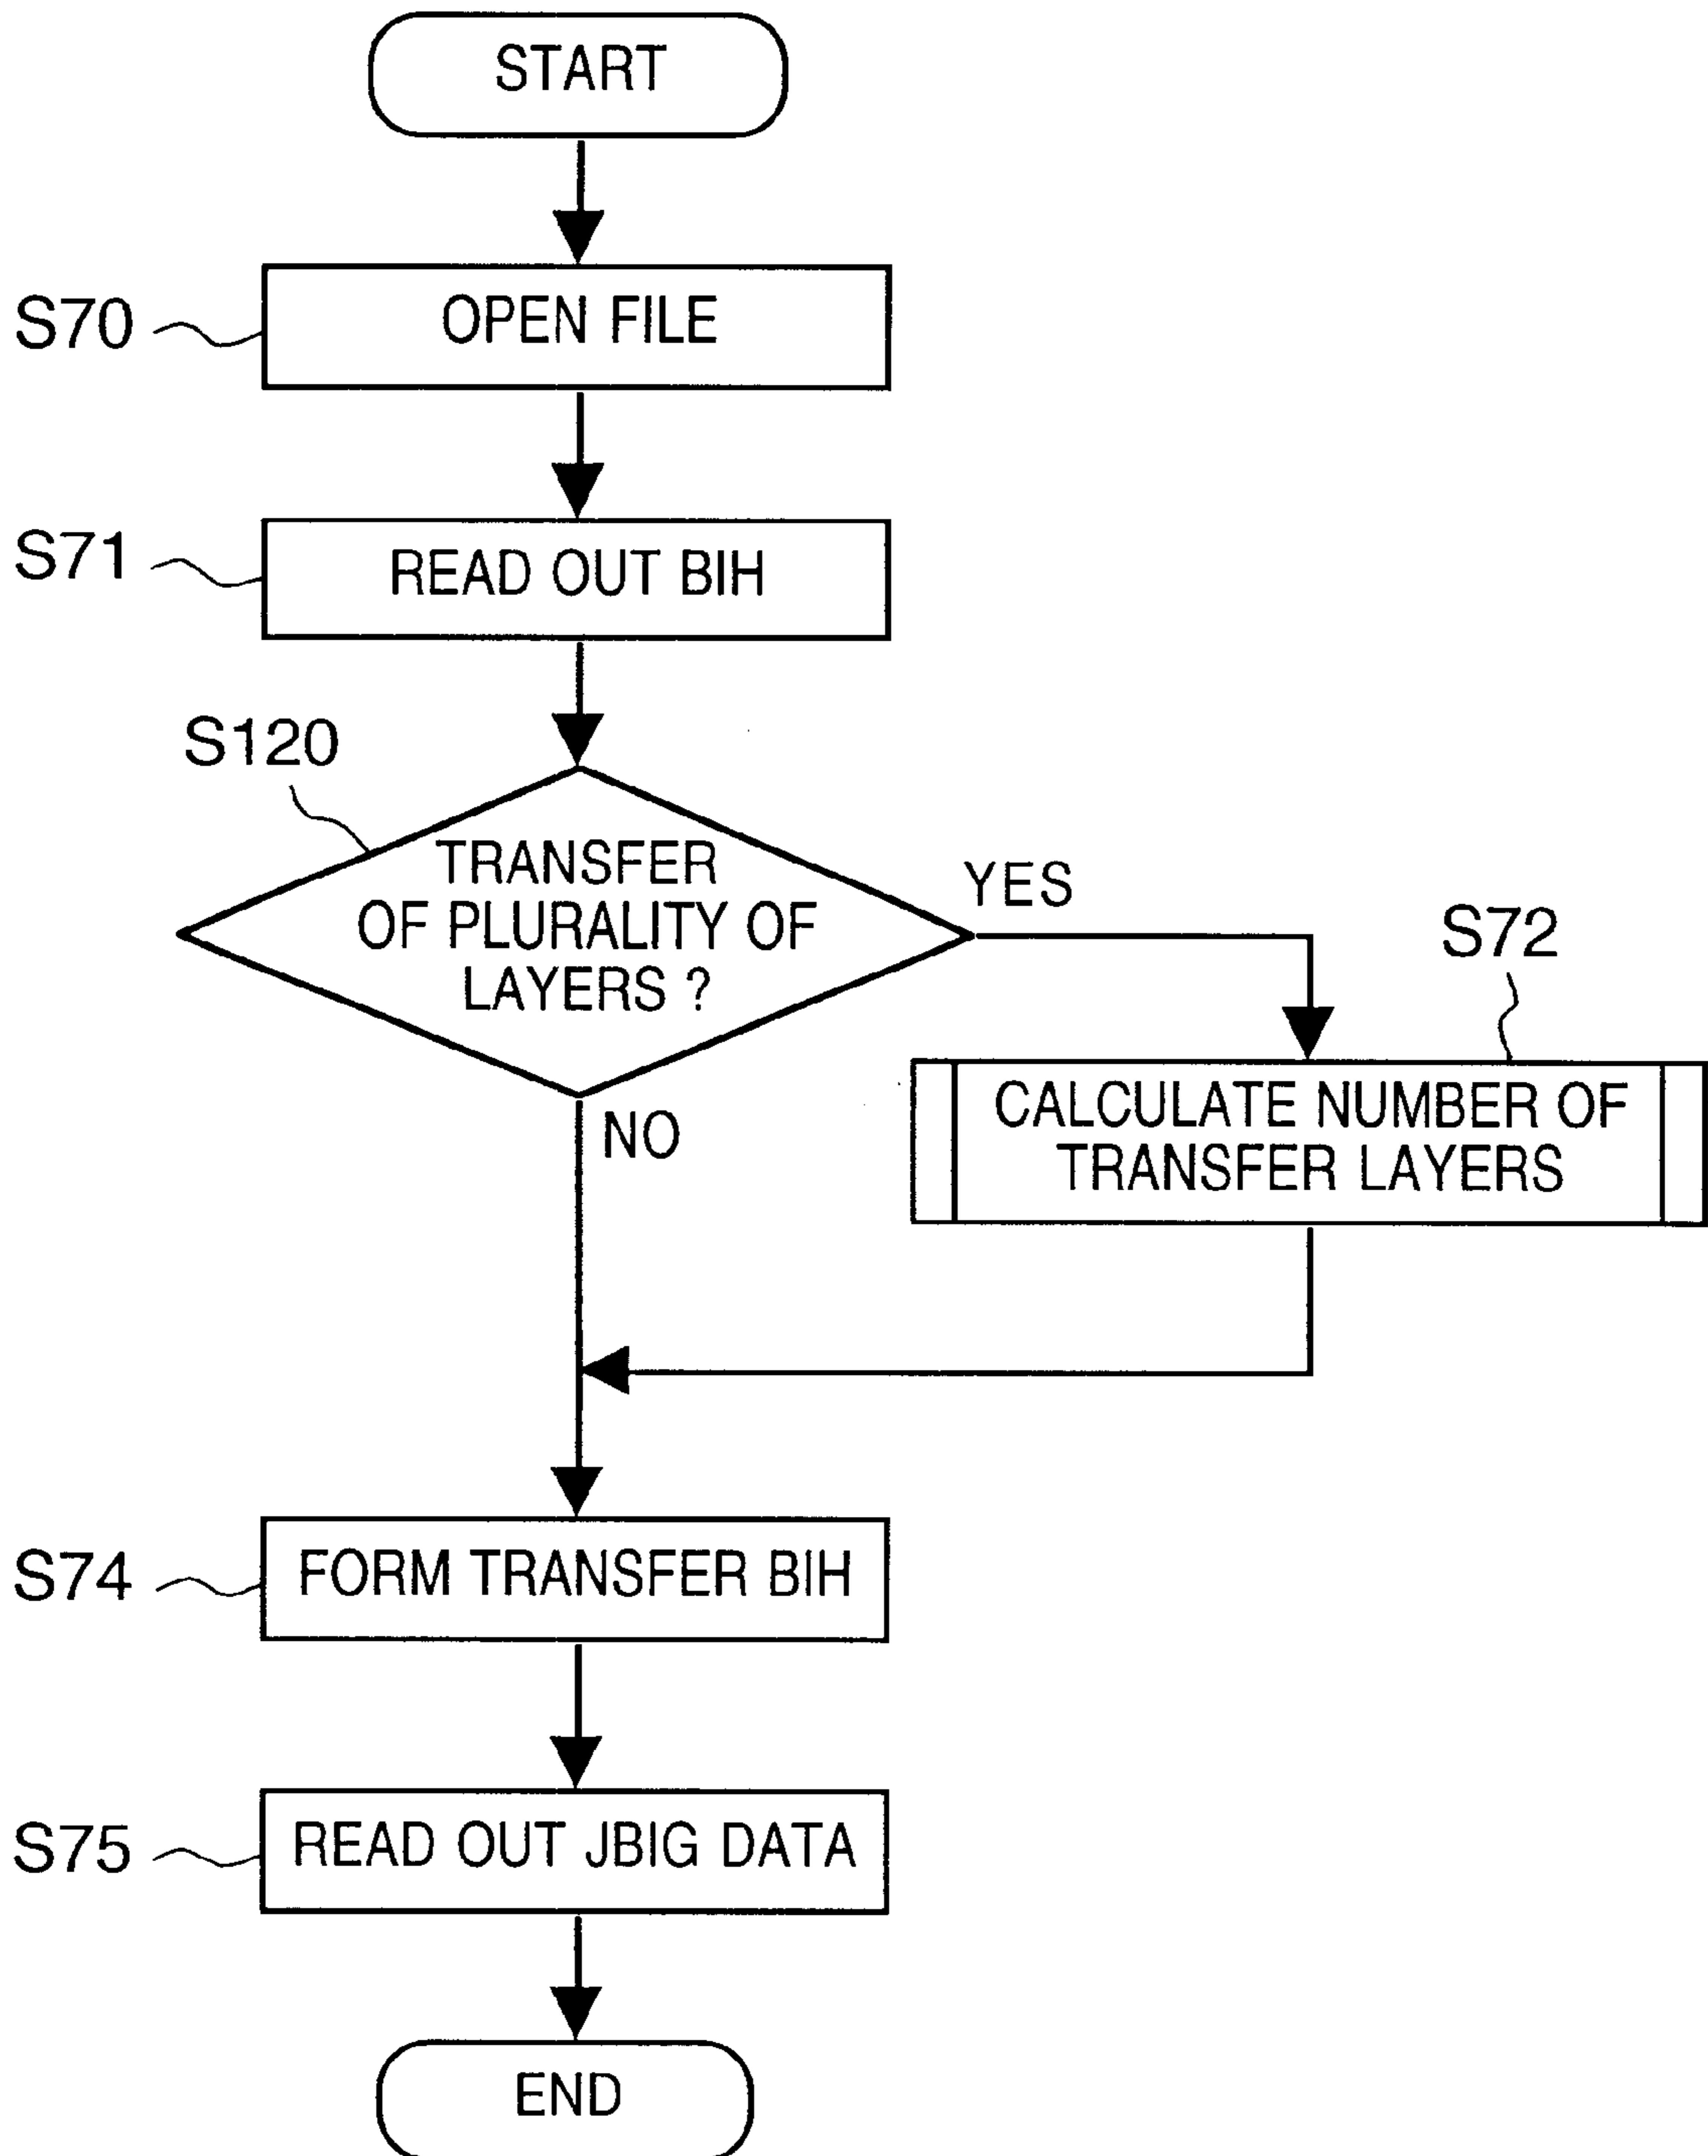 START
S70
OPEN FILE
S71
READ OUT BIH
S120
TRANSFER
OF PLURALITY OF
LAYERS ?
YES
S72
CALCULATE NUMBER OF
TRANSFER LAYERS
NO
S74
FORM TRANSFER BIH
S75
READ OUT JBIG DATA
END